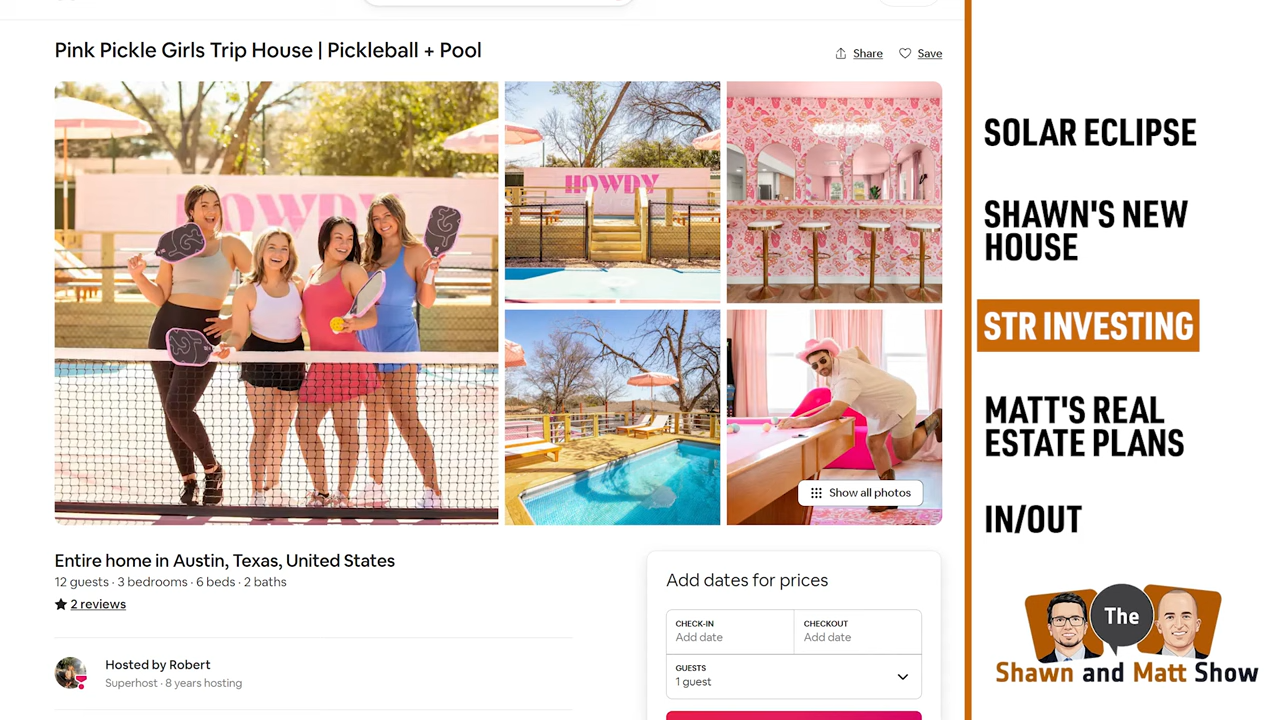 Pink Pickle Girls Trip House | Pickleball + Pool
Share
Save
HOWDY
HOWDY
Show all photos
Entire home in Austin, Texas, United States
12 guests · 3 bedrooms · 6 beds · 2 baths
2 reviews
Hosted by Robert
Superhost · 8 years hosting
Add dates for prices
CHECK-IN
Add date
CHECKOUT
Add date
GUESTS
1 guest
SOLAR ECLIPSE
SHAWN'S NEW
HOUSE
STR INVESTING
MATT'S REAL
ESTATE PLANS
IN/OUT
The
Shawn and Matt Show